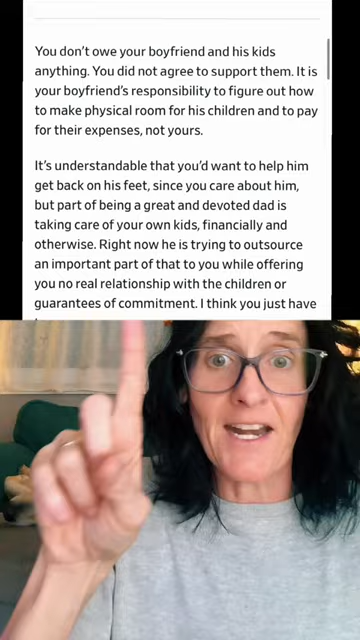 You don't owe your boyfriend and his kids
anything. You did not agree to support them. It is
your boyfriend's responsibility to figure out how
to make physical room for his children and to pay
for their expenses, not yours.
It's understandable that you'd want to help him
get back on his feet, since you care about him,
but part of being a great and devoted dad is
taking care of your own kids, financially and
otherwise. Right now he is trying to outsource
an important part of that to you while offering
you no real relationship with the children or
guarantees of commitment. I think you just have